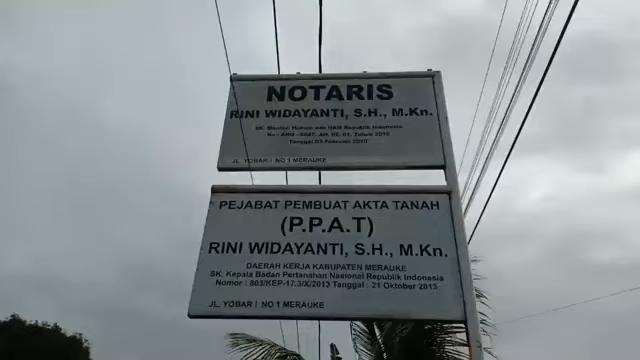 NOTARIS
RINI WIDAYANTI, S.H., M.Kn.
SK. Menteri Hukum dan HAM Republik Indonesia
No : AHU - 0047. AH. 02. 01. Tahun 2010
Tanggal 03 Februari 2010
JL. YOBAR I NO 1 MERAUKE
PEJABAT PEMBUAT AKTA TANAH
(P.P.A.T)
RINI WIDAYANTI, S.H., M.Kn.
DAERAH KERJA KABUPATEN MERAUKE
SK. Kepala Badan Pertanahan Nasional Republik Indonesia
Nomor : 803/KEP-17.3/X/2013 Tanggal : 21 Oktober 2013
JL. YOBAR I NO 1 MERAUKE